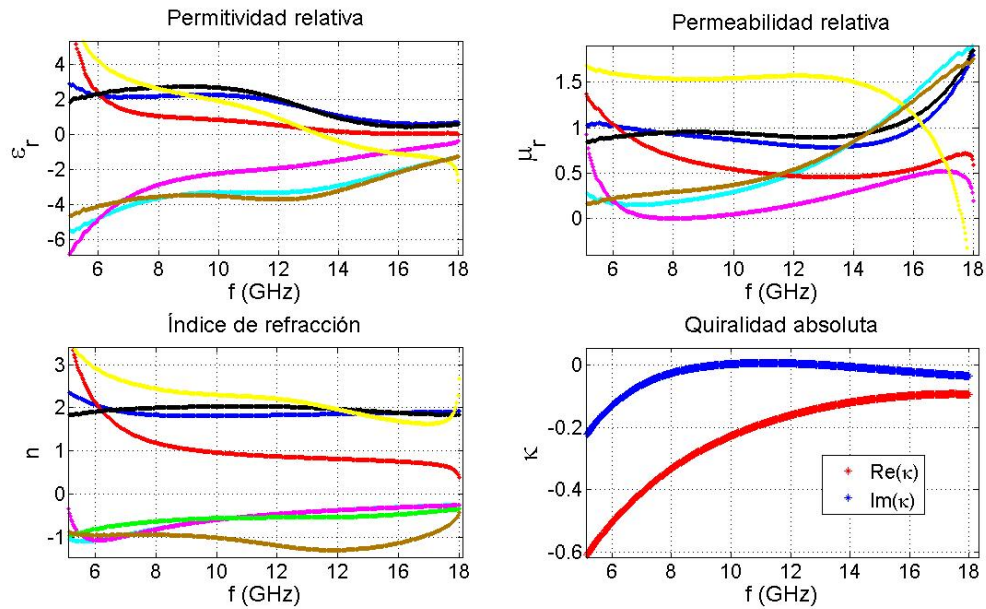 Permitividad relativa
Permeabilidad relativa
εr
4
2
0
-2
-4
-6
6 8 10 12 14 16 18
f (GHz)
μr
1.5
1
0.5
0
6 8 10 12 14 16 18
f (GHz)
Índice de refracción
Quiralidad absoluta
n
3
2
1
0
-1
6 8 10 12 14 16 18
f (GHz)
κ
0
-0.2
-0.4
-0.6
Re(κ)
Im(κ)
6 8 10 12 14 16 18
f (GHz)